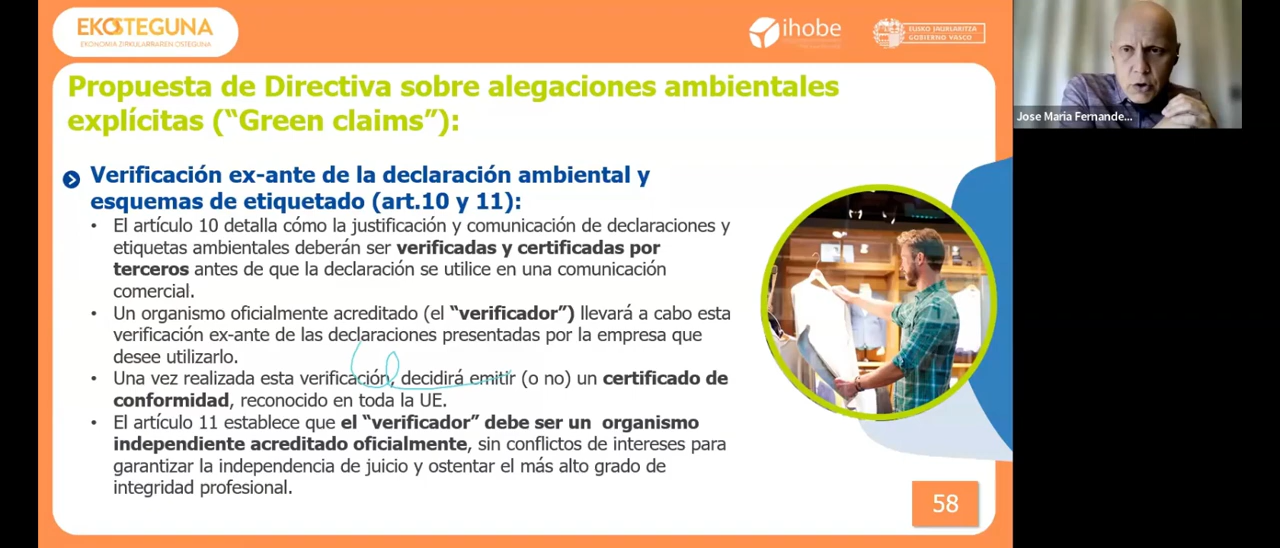 EKOSTEGUNA
EKONOMIA ZIRKULARRAREN OSTEGUNA
ihobe
EUSKO JAURLARITZA
GOBIERNO VASCO
Jose Maria Fernande...
Propuesta de Directiva sobre alegaciones ambientales
explícitas (“Green claims”):
Verificación ex-ante de la declaración ambiental y
esquemas de etiquetado (art.10 y 11):
• El artículo 10 detalla cómo la justificación y comunicación de declaraciones y
etiquetas ambientales deberán ser verificadas y certificadas por
terceros antes de que la declaración se utilice en una comunicación
comercial.
• Un organismo oficialmente acreditado (el “verificador”) llevará a cabo esta
verificación ex-ante de las declaraciones presentadas por la empresa que
desee utilizarlo.
• Una vez realizada esta verificación, decidirá emitir (o no) un certificado de
conformidad, reconocido en toda la UE.
• El artículo 11 establece que el “verificador” debe ser un organismo
independiente acreditado oficialmente, sin conflictos de intereses para
garantizar la independencia de juicio y ostentar el más alto grado de
integridad profesional.
58